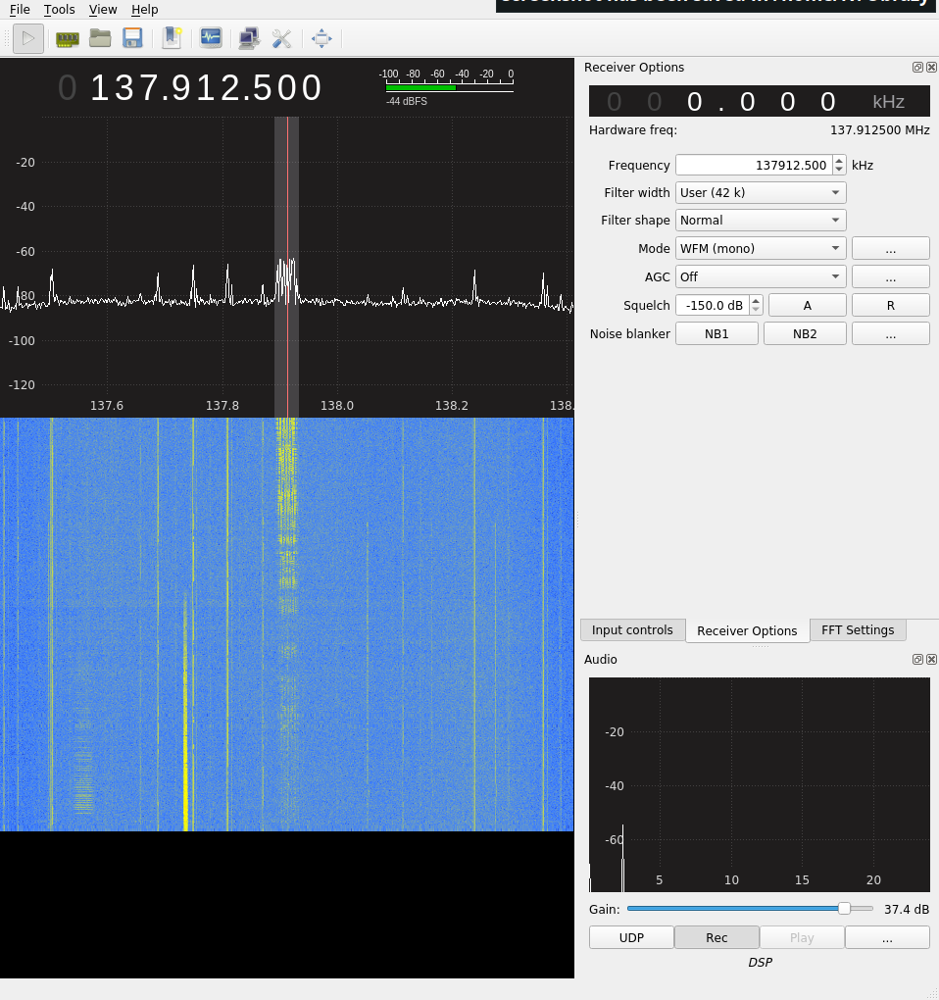 File Tools View Help
0 137.912.500
-100 -80 -60 -40 -20 0
-44 dBFS
-20
-40
-60
-80
-100
-120
137.6 137.8 138.0 138.2 138.
Receiver Options
0 0 0.000 kHz
Hardware freq: 137.912500 MHz
Frequency 137912.500 kHz
Filter width User (42 k)
Filter shape Normal
Mode WFM (mono) ...
AGC Off ...
Squelch -150.0 dB A R
Noise blanker NB1 NB2 ...
Input controls Receiver Options FFT Settings
Audio
-20
-40
-60
5 10 15 20
Gain: 37.4 dB
UDP Rec Play ...
DSP